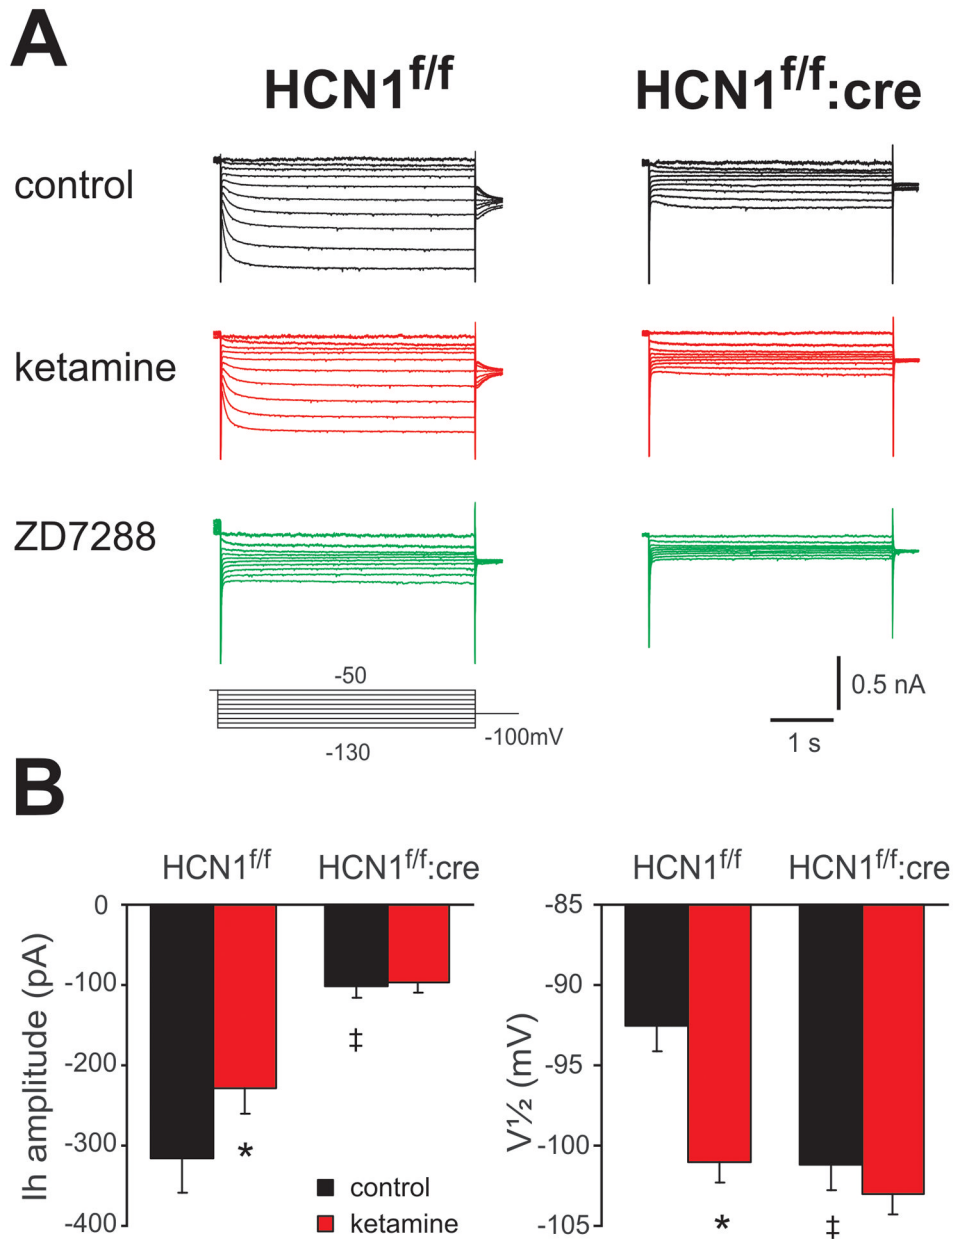 A
HCN1f/f HCN1f/f:cre
control
ketamine
ZD7288
-50
-130
-100mV
0.5 nA
1 s
B
HCN1f/f HCN1f/f:cre
Ih amplitude (pA)
0
-100
-200
-300
-400
‡
*
control
ketamine
HCN1f/f HCN1f/f:cre
V½ (mV)
-85
-90
-95
-100
-105
*
‡